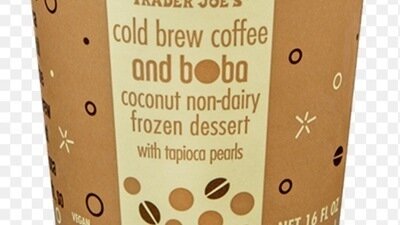 TRADER JOE'S
cold brew coffee
and boba
coconut non-dairy
frozen dessert
with tapioca pearls
VEGAN
NET 16 FL OZ